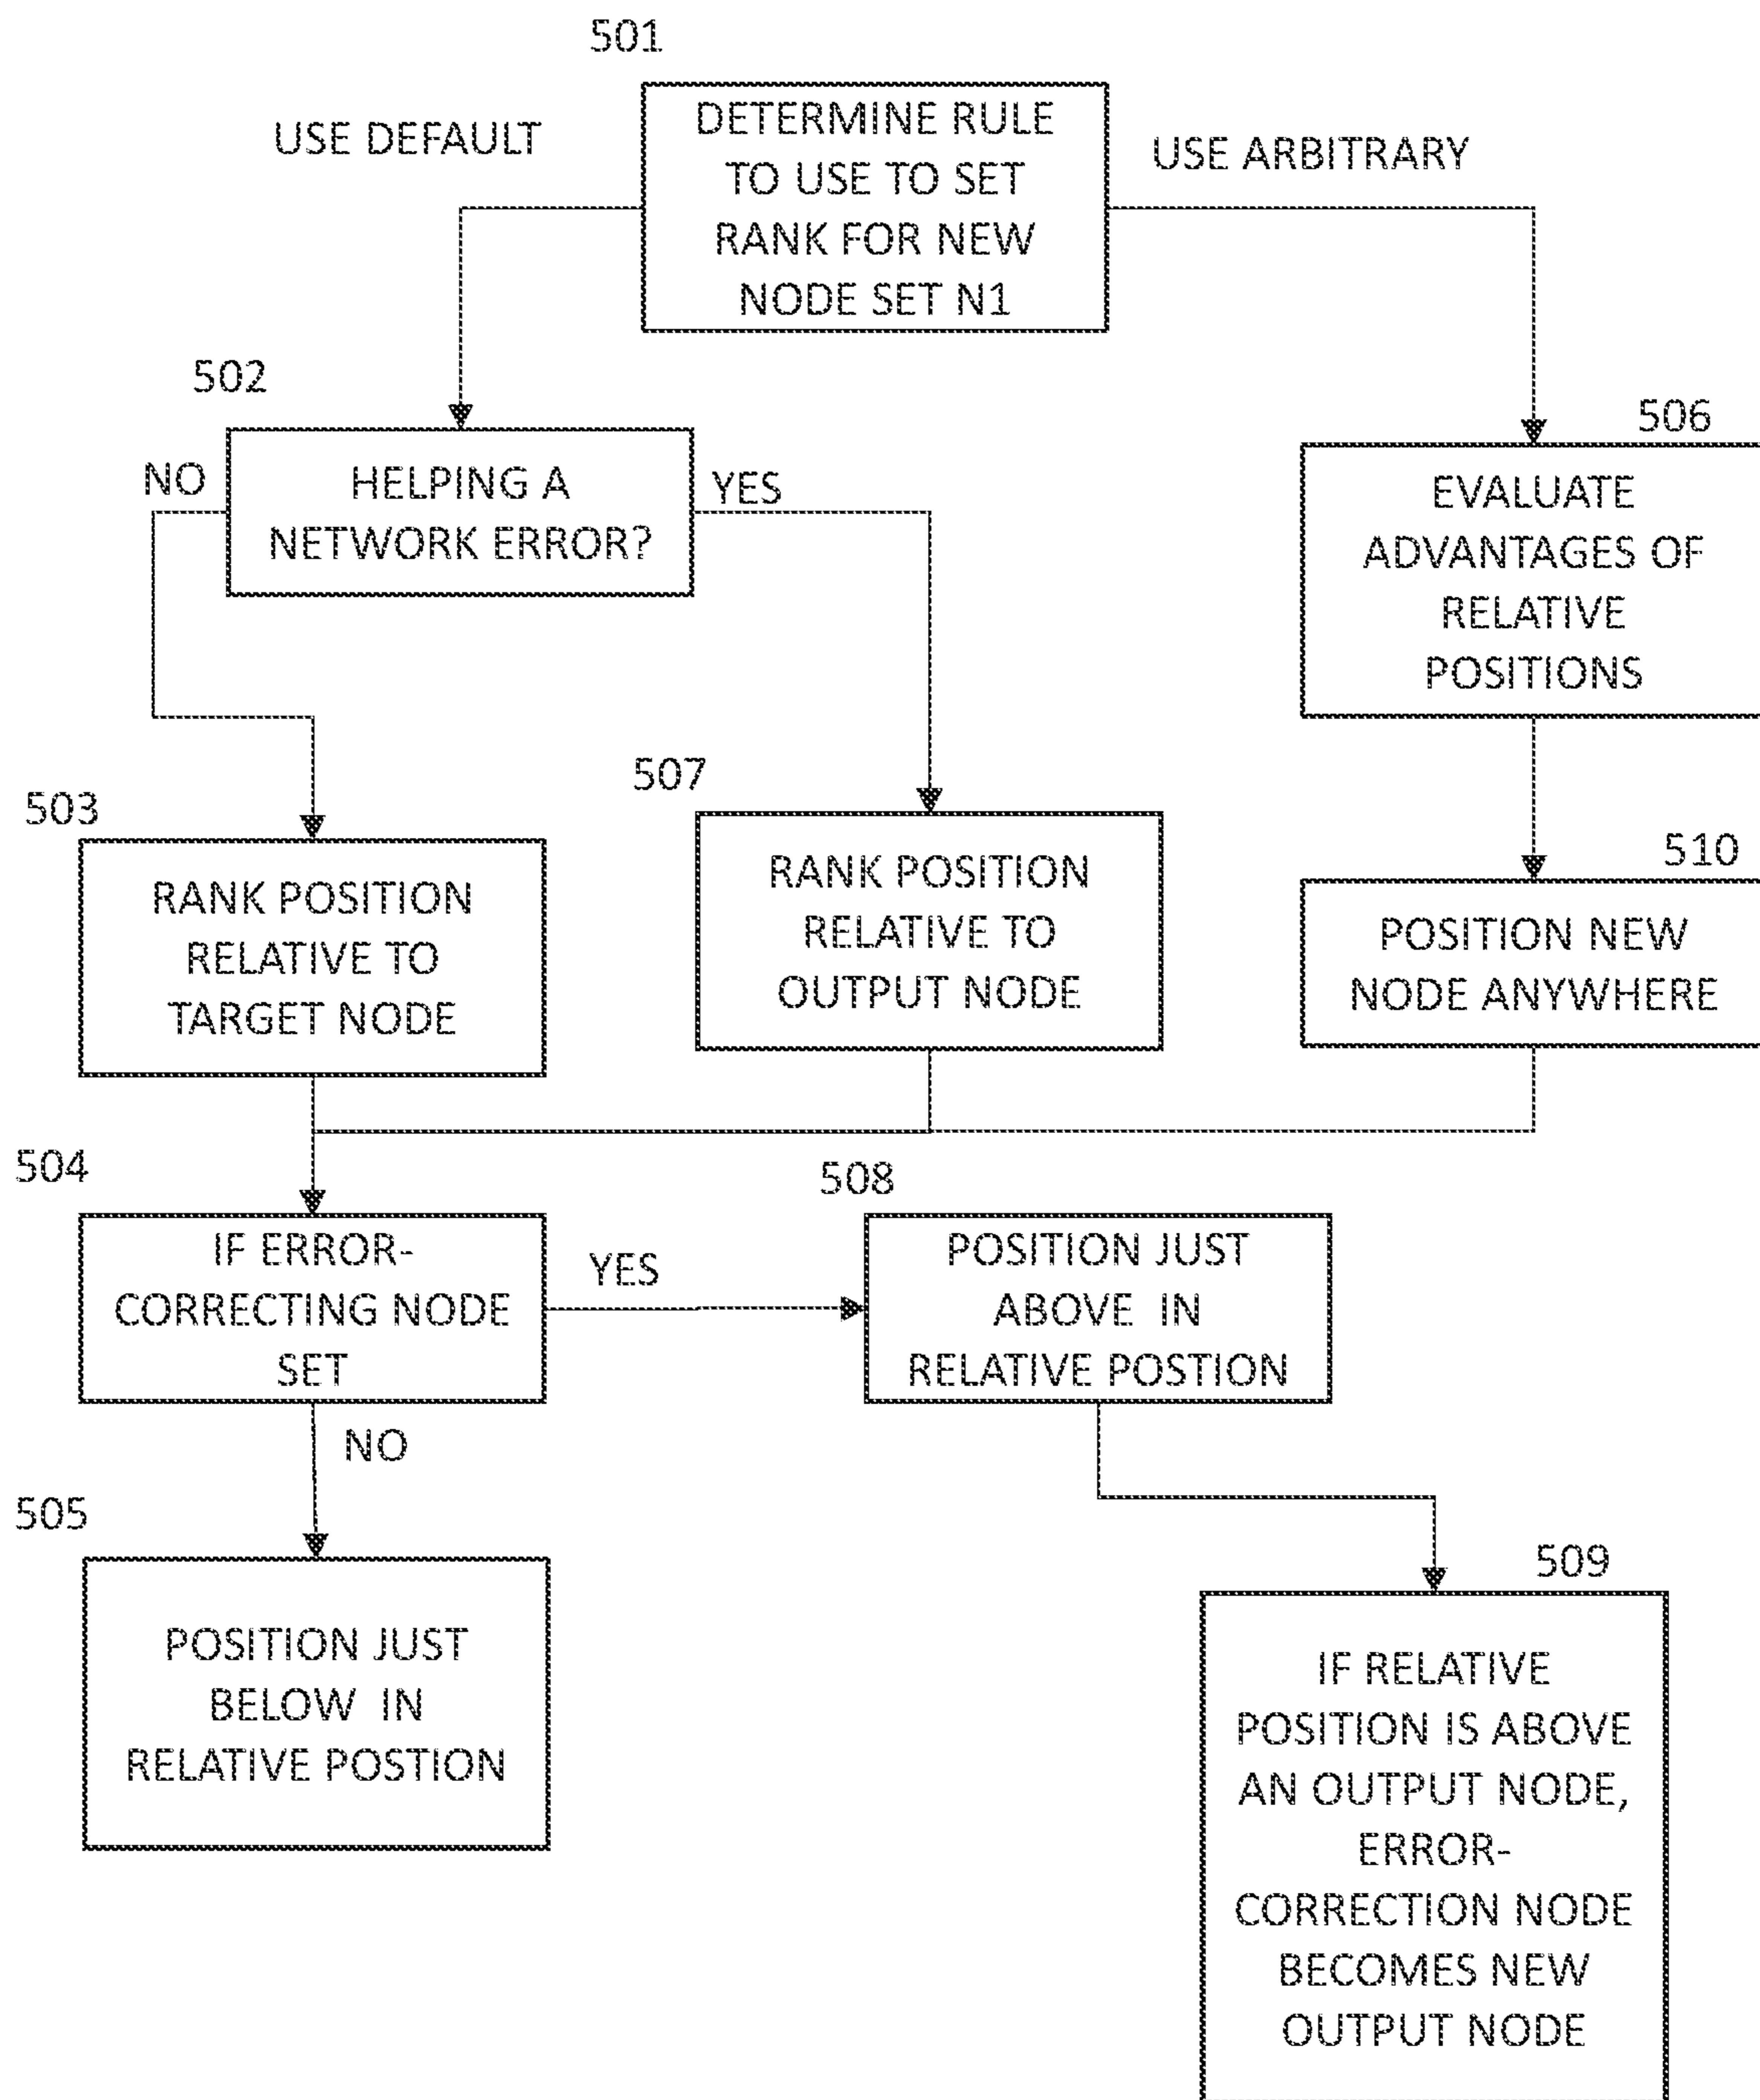 501
DETERMINE RULE
TO USE TO SET
RANK FOR NEW
NODE SET N1
USE DEFAULT
USE ARBITRARY
502
HELPING A
NETWORK ERROR?
NO
YES
506
EVALUATE
ADVANTAGES OF
RELATIVE
POSITIONS
503
RANK POSITION
RELATIVE TO
TARGET NODE
507
RANK POSITION
RELATIVE TO
OUTPUT NODE
510
POSITION NEW
NODE ANYWHERE
504
IF ERROR-
CORRECTING NODE
SET
YES
NO
508
POSITION JUST
ABOVE IN
RELATIVE POSTION
505
POSITION JUST
BELOW IN
RELATIVE POSTION
509
IF RELATIVE
POSITION IS ABOVE
AN OUTPUT NODE,
ERROR-
CORRECTION NODE
BECOMES NEW
OUTPUT NODE